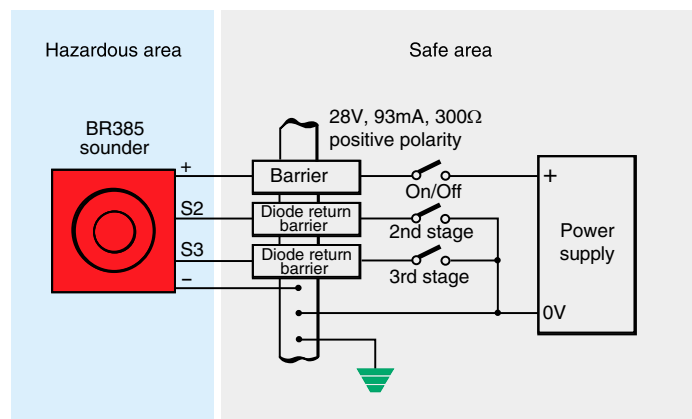 Hazardous area
Safe area
28V, 93mA, 300Ω
positive polarity
BR385
sounder
+
Barrier
On/Off
+
S2
Diode return
barrier
2nd stage
Power
supply
S3
Diode return
barrier
3rd stage
–
0V